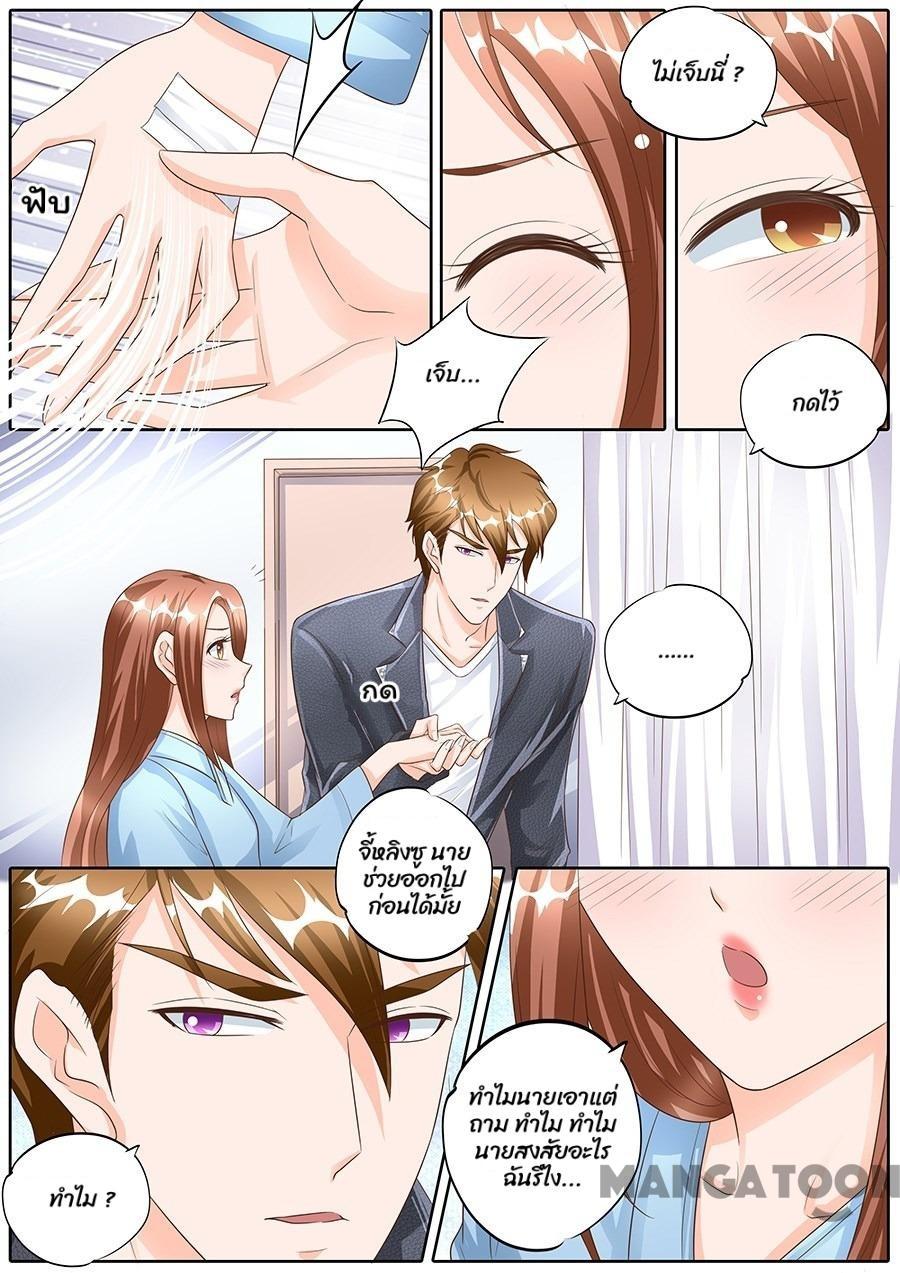 ฟับ
ไม่เจ็บนี่ ?
เจ็บ...
กดไว้
กด
......
จี้หลิงซู นาย
ช่วยออกไป
ก่อนได้มั้ย
ทำไม ?
ทำไมนายเอาแต่
ถาม ทำไม ทำไม
นายสงสัยอะไร
ฉันรึไง...
MANGATOON